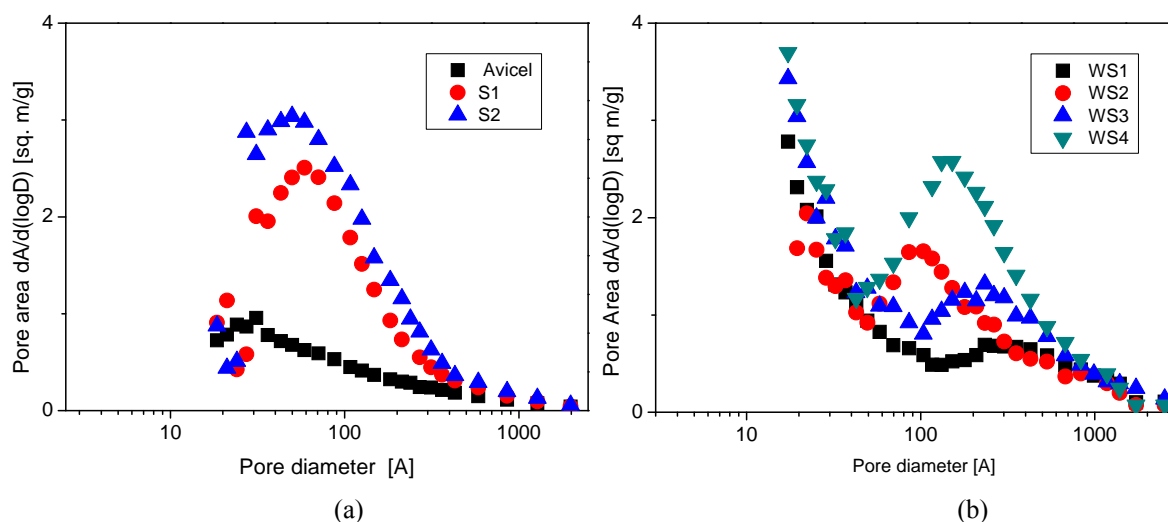 4
2
0
10
100
1000
Pore area dA/d(logD) [sq. m/g]
Pore diameter [A]
Avicel
S1
S2
(a)
4
2
0
10
100
1000
Pore Area dA/d(logD) [sq m/g]
Pore diameter [A]
WS1
WS2
WS3
WS4
(b)